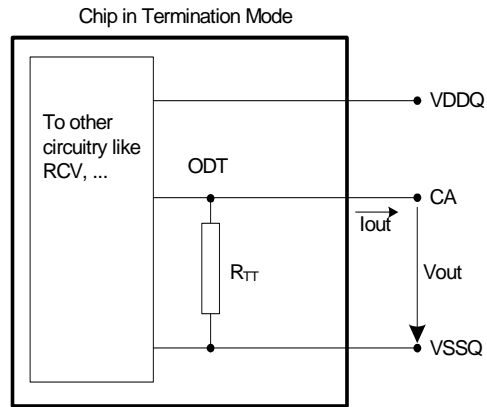 Chip in Termination Mode
VDDQ
To other
circuitry like
RCV, ...
ODT
CA
Iout
RTT
Vout
VSSQ